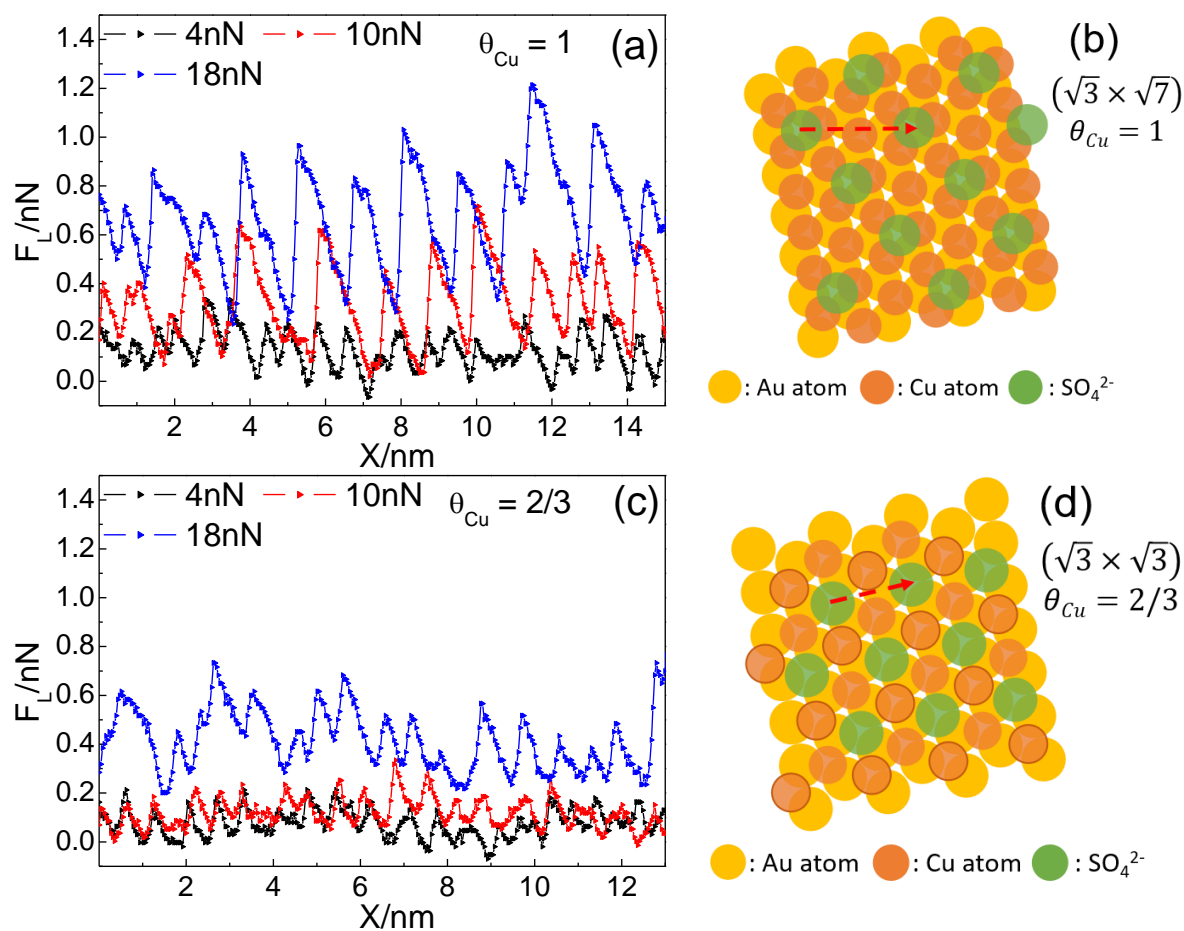 4nN 10nN
18nN
θCu = 1
(a)
1.4
1.2
1.0
0.8
0.6
0.4
0.2
0.0
FL/nN
2 4 6 8 10 12 14
X/nm
(b)
(√3 × √7)
θCu = 1
: Au atom : Cu atom : SO₄²⁻
4nN 10nN
18nN
θCu = 2/3
(c)
1.4
1.2
1.0
0.8
0.6
0.4
0.2
0.0
FL/nN
2 4 6 8 10 12
X/nm
(d)
(√3 × √3)
θCu = 2/3
: Au atom : Cu atom : SO₄²⁻